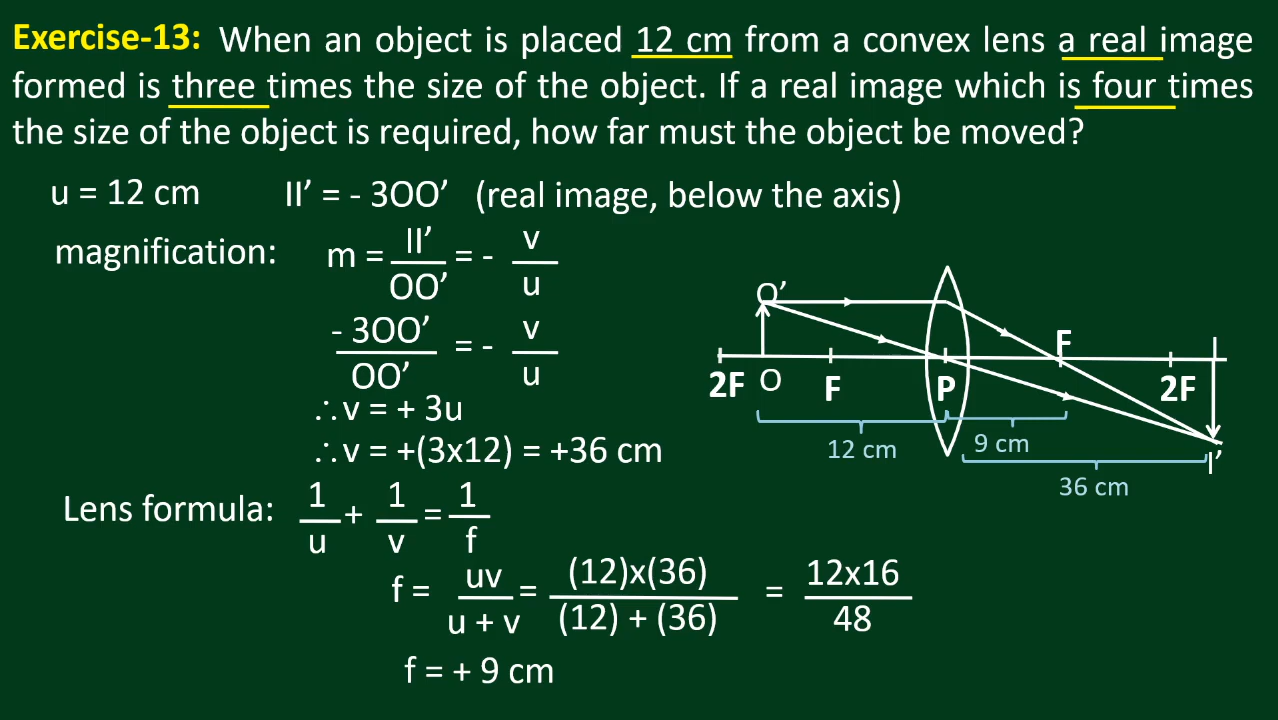 Exercise-13: When an object is placed 12 cm from a convex lens a real image
formed is three times the size of the object. If a real image which is four times
the size of the object is required, how far must the object be moved?
u = 12 cm II’ = - 3OO’ (real image, below the axis)
magnification: m = II’/OO’ = - v/u
- 3OO’/OO’ = - v/u
∴v = + 3u
∴v = +(3x12) = +36 cm
Lens formula: 1/u + 1/v = 1/f
f = uv/u + v = (12)x(36)/(12) + (36) = 12x16/48
f = + 9 cm
O’
F
I
2F O F P 2F
12 cm 9 cm
I’
36 cm